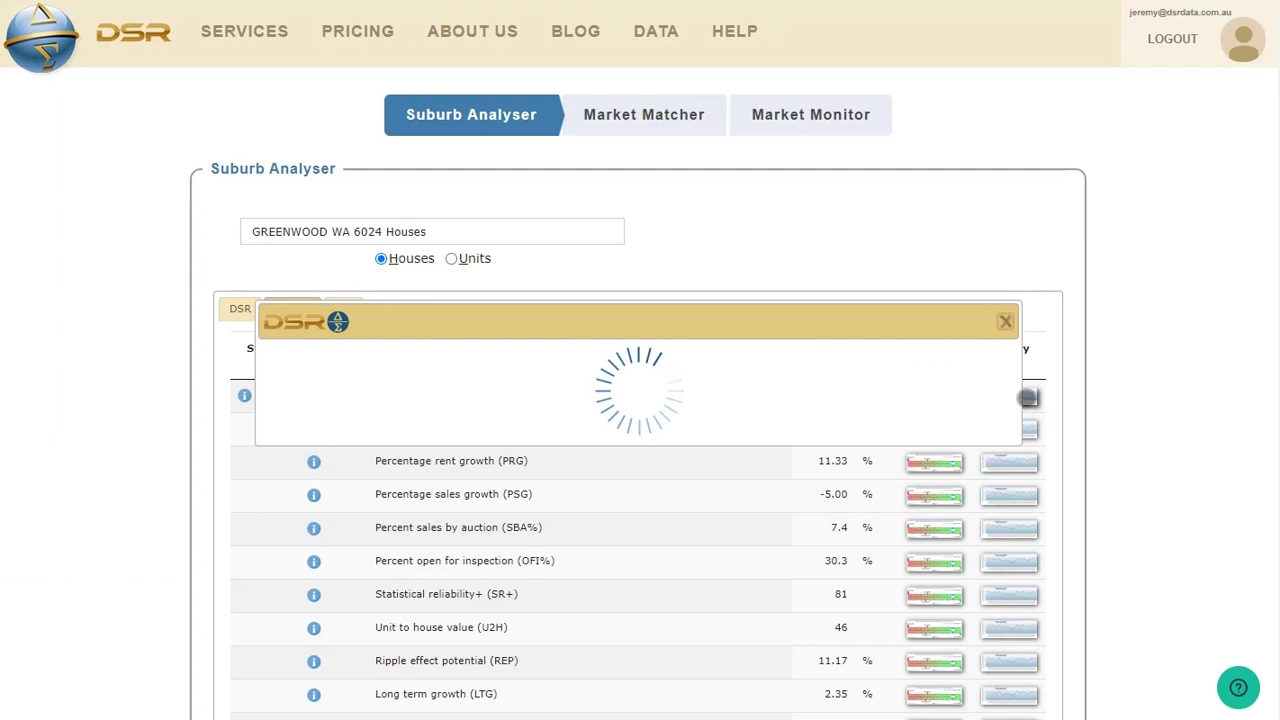 jeremy@dsrdata.com.au
DSR SERVICES PRICING ABOUT US BLOG DATA HELP LOGOUT
Suburb Analyser Market Matcher Market Monitor
Suburb Analyser
GREENWOOD WA 6024 Houses
Houses Units
DSR
DSR
Percentage rent growth (PRG) 11.33 %
Percentage sales growth (PSG) -5.00 %
Percent sales by auction (SBA%) 7.4 %
Percent open for inspection (OFI%) 30.3 %
Statistical reliability+ (SR+) 81
Unit to house value (U2H) 46
Ripple effect potential (REP) 11.17 %
Long term growth (LTG) 2.35 %